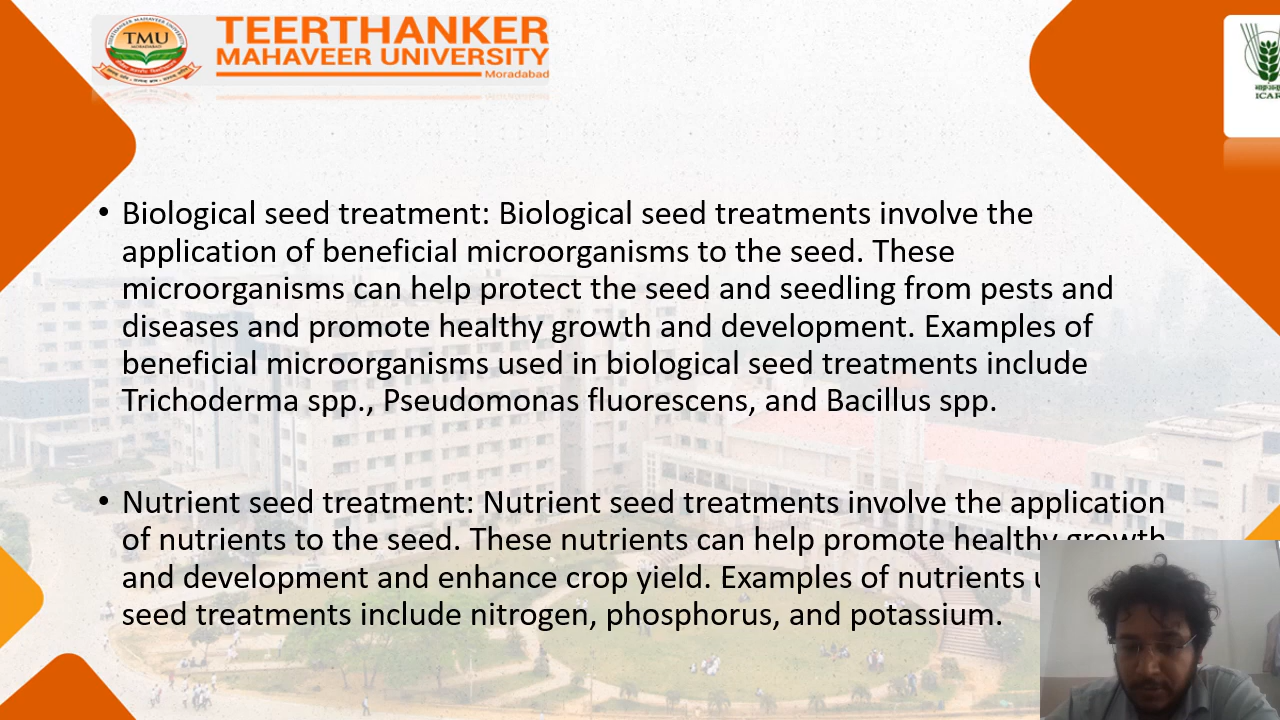 TMU
TEERTHANKER
MAHAVEER UNIVERSITY
Moradabad
ICAR
• Biological seed treatment: Biological seed treatments involve the
application of beneficial microorganisms to the seed. These
microorganisms can help protect the seed and seedling from pests and
diseases and promote healthy growth and development. Examples of
beneficial microorganisms used in biological seed treatments include
Trichoderma spp., Pseudomonas fluorescens, and Bacillus spp.
• Nutrient seed treatment: Nutrient seed treatments involve the application
of nutrients to the seed. These nutrients can help promote healthy growth
and development and enhance crop yield. Examples of nutrients
seed treatments include nitrogen, phosphorus, and potassium.